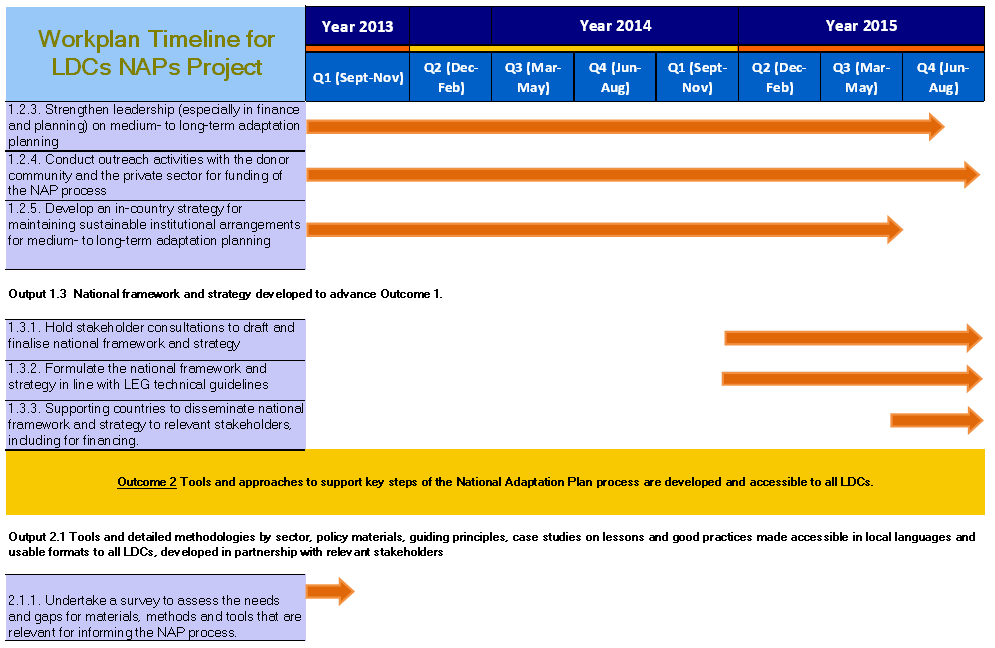 Workplan Timeline for
LDCs NAPs Project
Year 2013
Year 2014
Year 2015
Q1 (Sept-Nov)
Q2 (Dec-
Feb)
Q3 (Mar-
May)
Q4 (Jun-
Aug)
Q1 (Sept-
Nov)
Q2 (Dec-
Feb)
Q3 (Mar-
May)
Q4 (Jun-
Aug)
1.2.3. Strengthen leadership (especially in finance
and planning) on medium- to long-term adaptation
planning
1.2.4. Conduct outreach activities with the donor
community and the private sector for funding of
the NAP process
1.2.5. Develop an in-country strategy for
maintaining sustainable institutional arrangements
for medium- to long-term adaptation planning
Output 1.3 National framework and strategy developed to advance Outcome 1.
1.3.1. Hold stakeholder consultations to draft and
finalise national framework and strategy
1.3.2. Formulate the national framework and
strategy in line with LEG technical guidelines
1.3.3. Supporting countries to disseminate national
framework and strategy to relevant stakeholders,
including for financing.
Outcome 2 Tools and approaches to support key steps of the National Adaptation Plan process are developed and accessible to all LDCs.
Output 2.1 Tools and detailed methodologies by sector, policy materials, guiding principles, case studies on lessons and good practices made accessible in local languages and
usable formats to all LDCs, developed in partnership with relevant stakeholders
2.1.1. Undertake a survey to assess the needs
and gaps for materials, methods and tools that are
relevant for informing the NAP process.